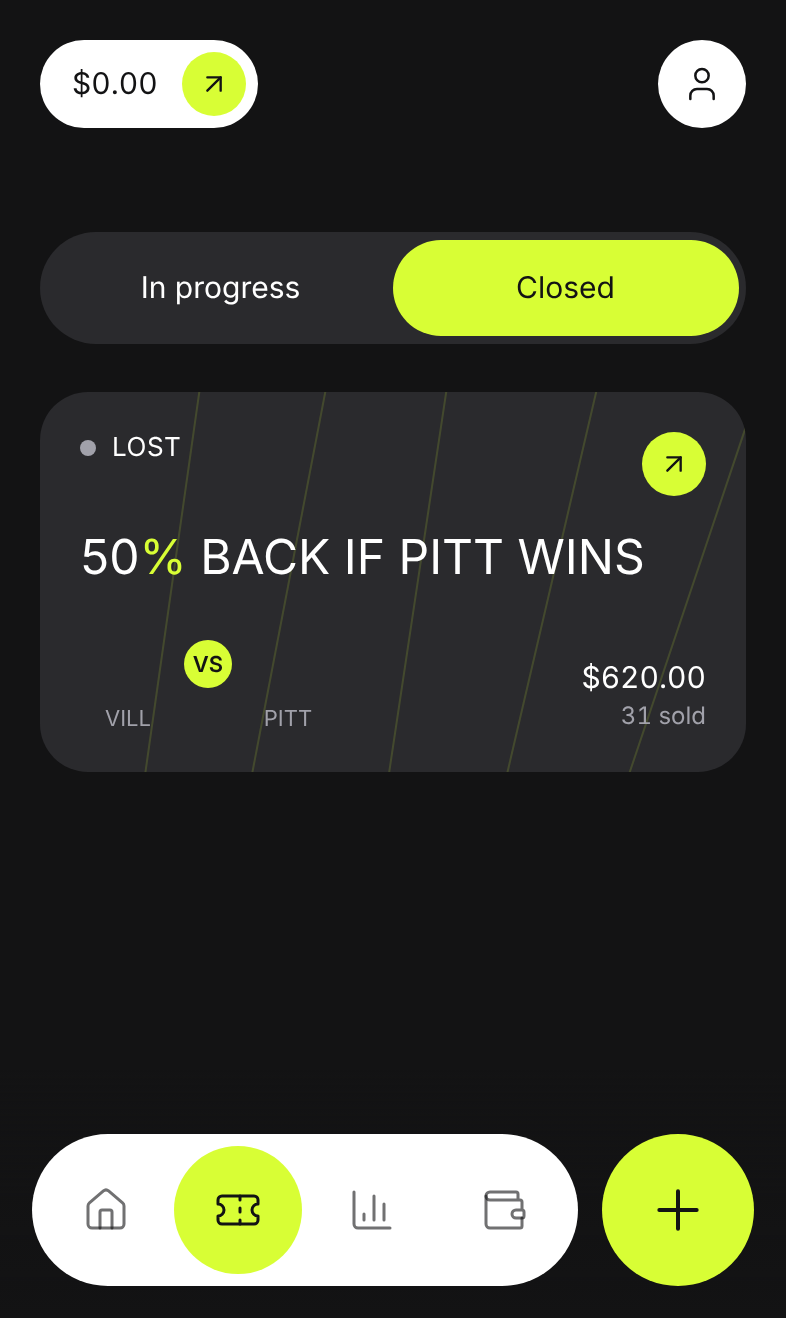 $0.00
In progress
Closed
LOST
50% BACK IF PITT WINS
VS
VILL
PITT
$620.00
31 sold